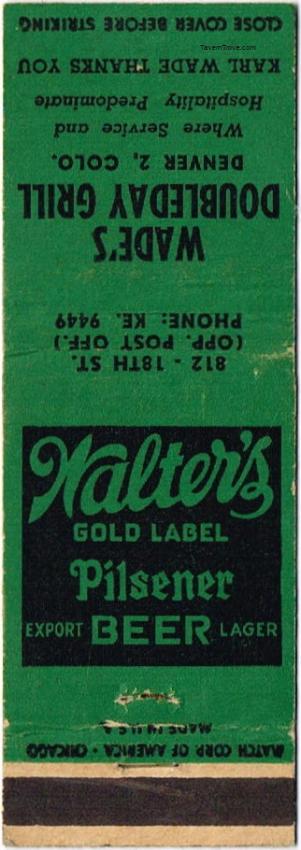 TavernTrove.com
Walter's
GOLD LABEL
Pilsener
EXPORT BEER LAGER
812 - 18TH ST.
(OPP. POST OFF.)
PHONE: KE. 9449
WADE'S
DOUBLEDAY GRILL
DENVER 2, COLO.
Where Service and
Hospitality Predominate
KARL WADE THANKS YOU
CLOSE COVER BEFORE STRIKING
MATCH CORP OF AMERICA • CHICAGO
MADE IN U.S.A.